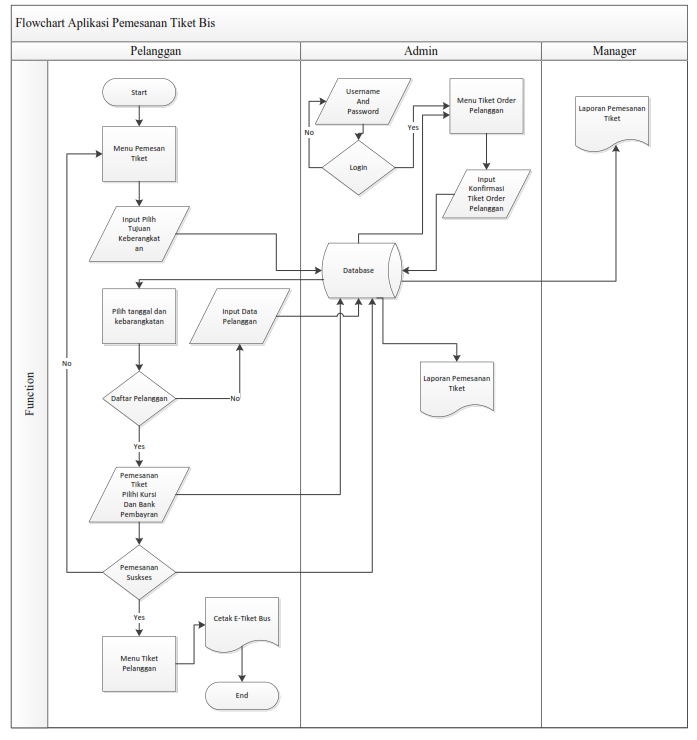 Flowchart Aplikasi Pemesanan Tiket Bis
Pelanggan
Admin
Manager
Function
Start
Menu Pemesan
Tiket
Input Pilih
Tujuan
Keberangkat
an
Pilih tanggal dan
kebarangkatan
Input Data
Pelanggan
Daftar Pelanggan
No
No
Yes
Pemesanan
Tiket
Pilihi Kursi
Dan Bank
Pembayran
Pemesanan
Suskses
Yes
Menu Tiket
Pelanggan
Cetak E-Tiket Bus
End
Username
And
Password
No
Yes
Login
Menu Tiket Order
Pelanggan
Input
Konfirmasi
Tiket Order
Pelanggan
Database
Laporan Pemesanan
Tiket
Laporan Pemesanan
Tiket